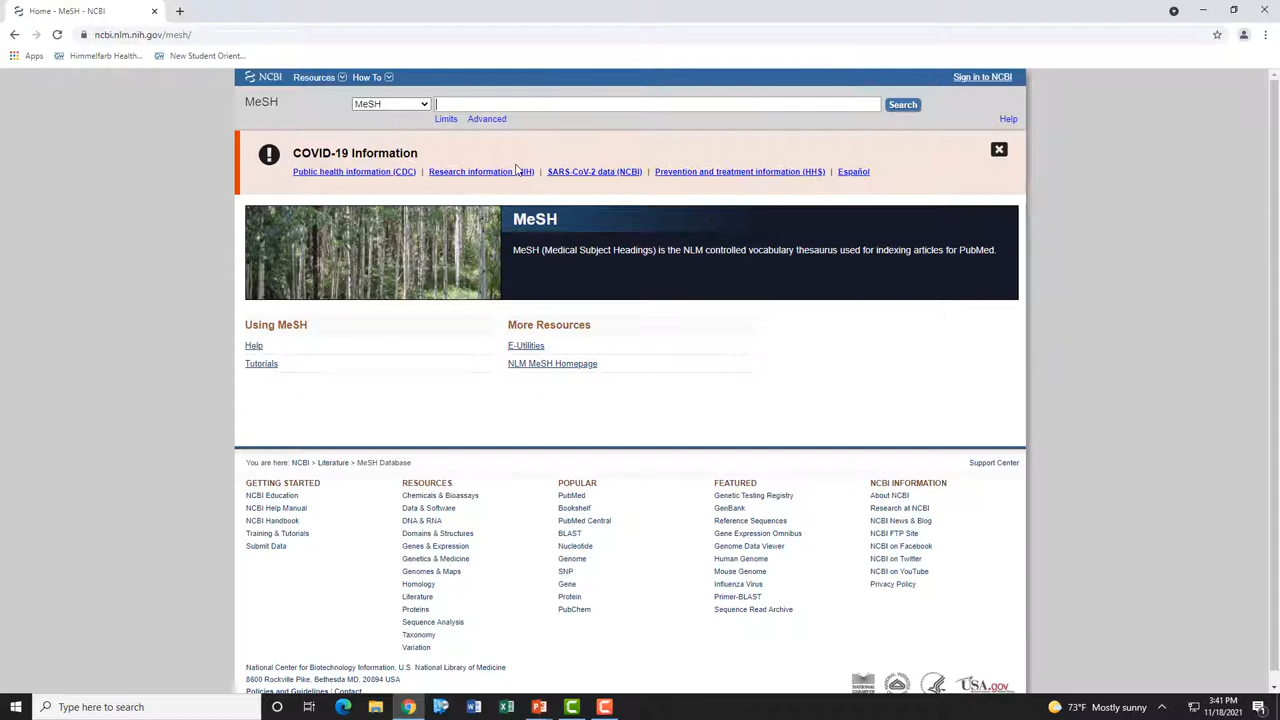 Home - MeSH - NCBI
ncbi.nlm.nih.gov/mesh/
Apps Himmelfarb Health... New Student Orient...
NCBI Resources How To Sign in to NCBI
MeSH MeSH Search
Limits Advanced Help
COVID-19 Information
Public health information (CDC) | Research information (NIH) | SARS-CoV-2 data (NCBI) | Prevention and treatment information (HHS) | Español
MeSH
MeSH (Medical Subject Headings) is the NLM controlled vocabulary thesaurus used for indexing articles for PubMed.
Using MeSH
Help
Tutorials
More Resources
E-Utilities
NLM MeSH Homepage
You are here: NCBI > Literature > MeSH Database Support Center
GETTING STARTED
NCBI Education
NCBI Help Manual
NCBI Handbook
Training & Tutorials
Submit Data
RESOURCES
Chemicals & Bioassays
Data & Software
DNA & RNA
Domains & Structures
Genes & Expression
Genetics & Medicine
Genomes & Maps
Homology
Literature
Proteins
Sequence Analysis
Taxonomy
Variation
POPULAR
PubMed
Bookshelf
PubMed Central
BLAST
Nucleotide
Genome
SNP
Gene
Protein
PubChem
FEATURED
Genetic Testing Registry
GenBank
Reference Sequences
Gene Expression Omnibus
Genome Data Viewer
Human Genome
Mouse Genome
Influenza Virus
Primer-BLAST
Sequence Read Archive
NCBI INFORMATION
About NCBI
Research at NCBI
NCBI News & Blog
NCBI FTP Site
NCBI on Facebook
NCBI on Twitter
NCBI on YouTube
Privacy Policy
National Center for Biotechnology Information, U.S. National Library of Medicine
8600 Rockville Pike, Bethesda MD, 20894 USA
Policies and Guidelines | Contact
USA.gov
Type here to search
73°F Mostly sunny
3:41 PM
11/18/2021